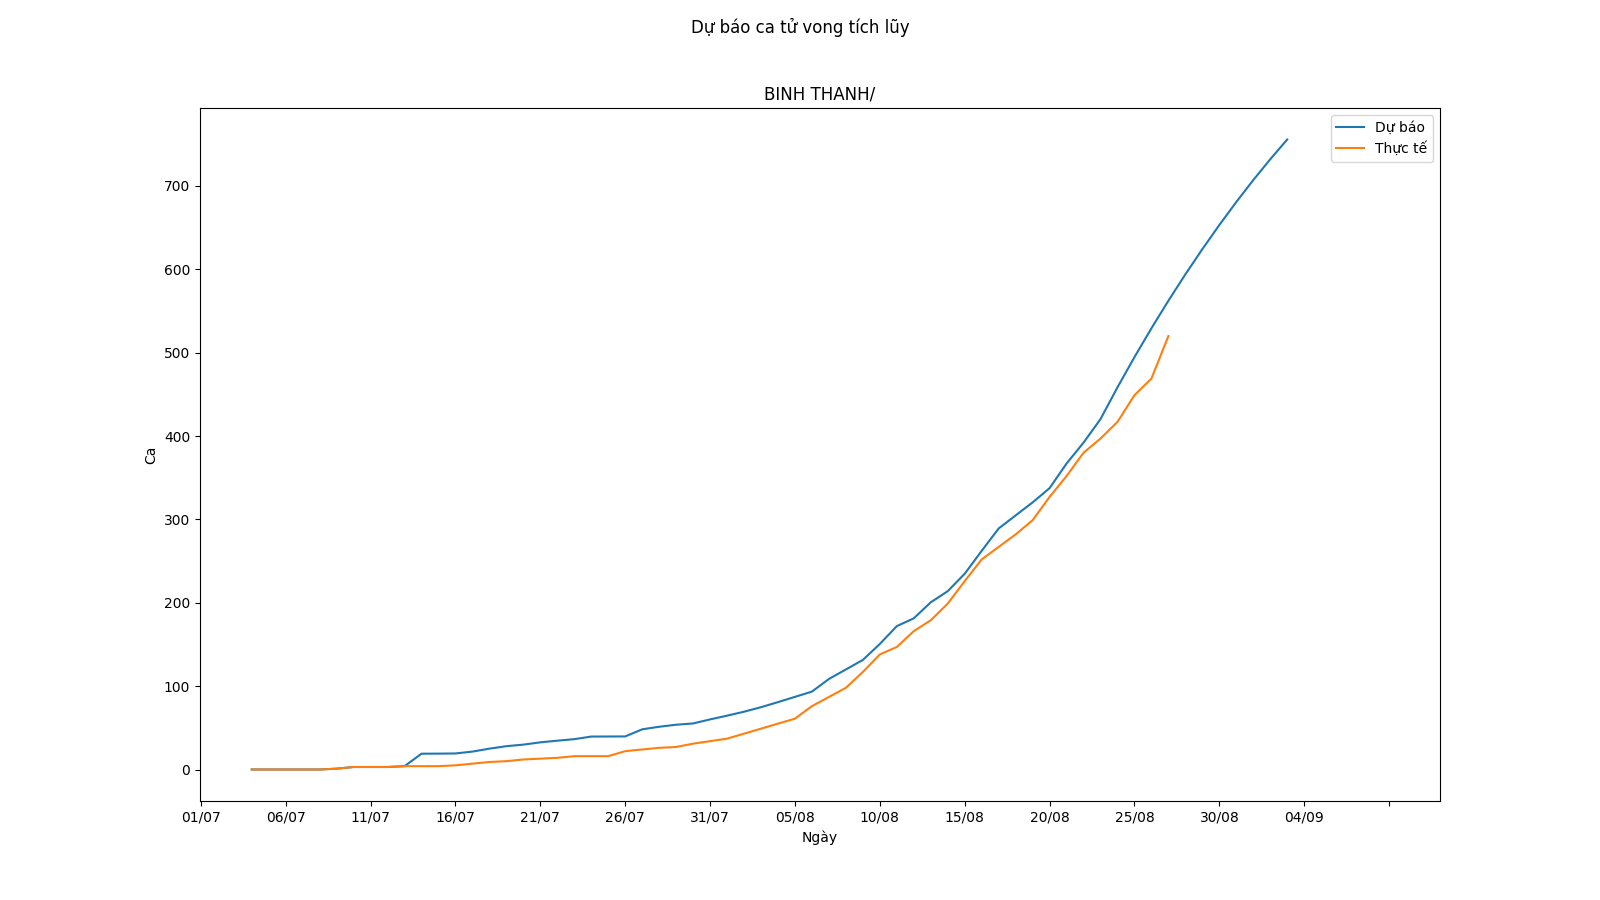 Dự báo ca tử vong tích lũy
BINH THANH/
Dự báo
Thực tế
700
600
500
400
300
200
100
0
Ca
01/07 06/07 11/07 16/07 21/07 26/07 31/07 05/08 10/08 15/08 20/08 25/08 30/08 04/09
Ngày